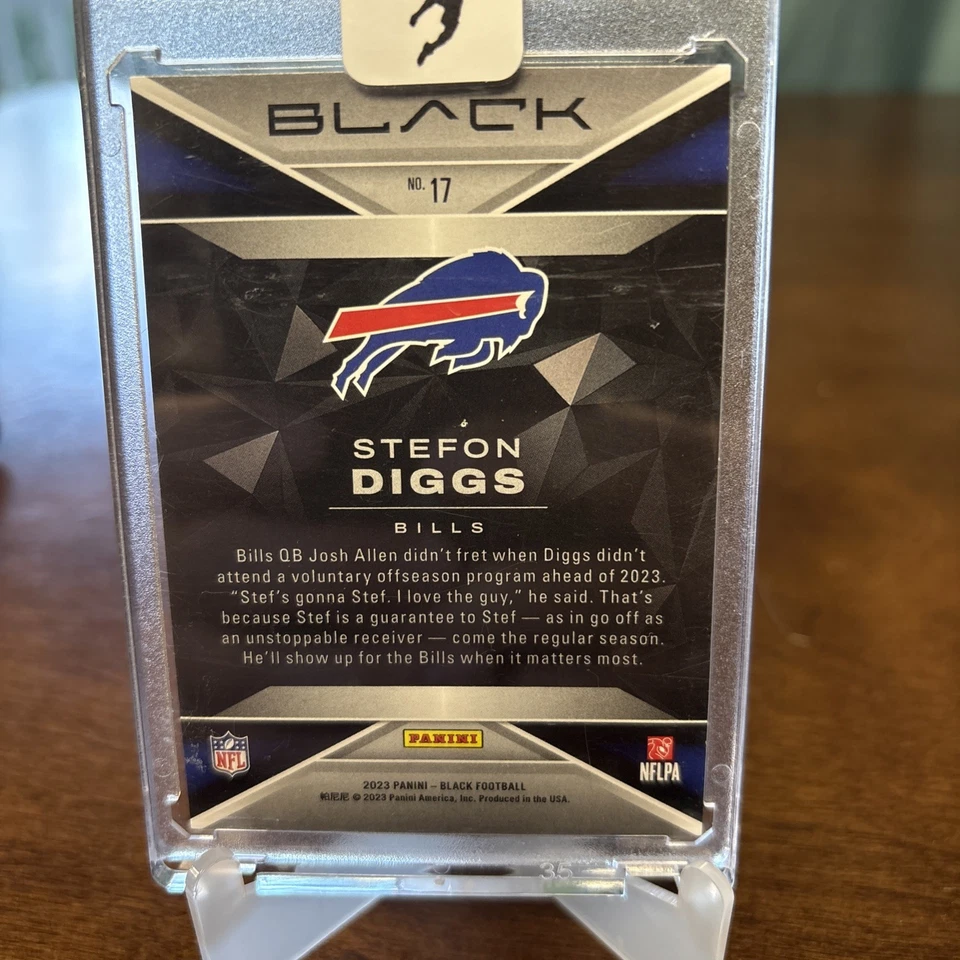 BLACK
NO. 17
STEFON
DIGGS
BILLS
Bills QB Josh Allen didn't fret when Diggs didn't
attend a voluntary offseason program ahead of 2023.
"Stef's gonna Stef. I love the guy," he said. That's
because Stef is a guarantee to Stef — as in go off as
an unstoppable receiver — come the regular season.
He'll show up for the Bills when it matters most.
NFL
PANINI
NFLPA
2023 PANINI – BLACK FOOTBALL
帕尼尼 © 2023 Panini America, Inc. Produced in the USA.
35